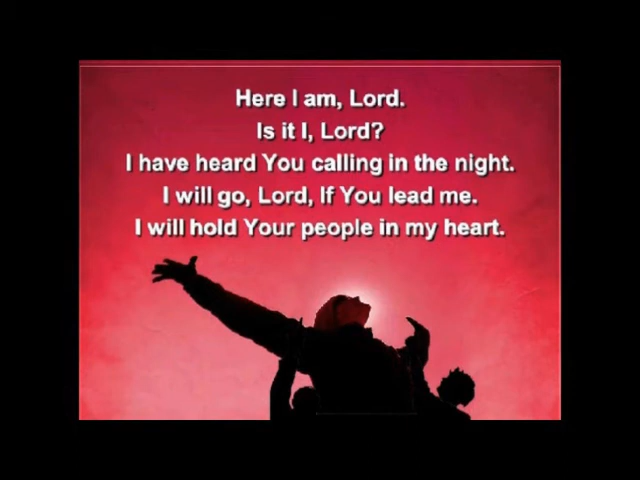 Here I am, Lord.
Is it I, Lord?
I have heard You calling in the night.
I will go, Lord, If You lead me.
I will hold Your people in my heart.